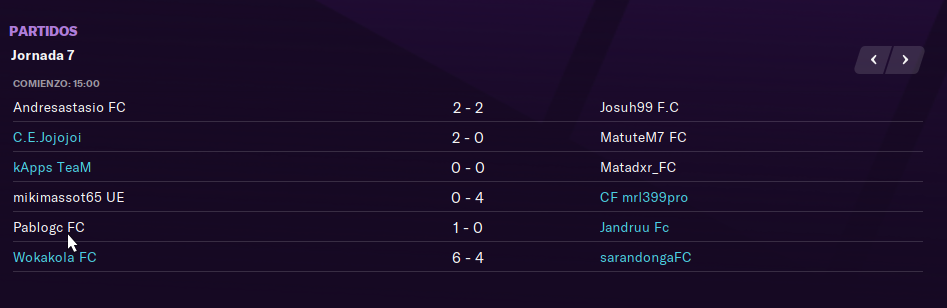 PARTIDOS
Jornada 7
COMIENZO: 15:00
Andresastasio FC 2 - 2 Josuh99 F.C
C.E.Jojojoi 2 - 0 MatuteM7 FC
kApps TeaM 0 - 0 Matadxr_FC
mikimassot65 UE 0 - 4 CF mrl399pro
Pablogc FC 1 - 0 Jandruu Fc
Wokakola FC 6 - 4 sarandongaFC